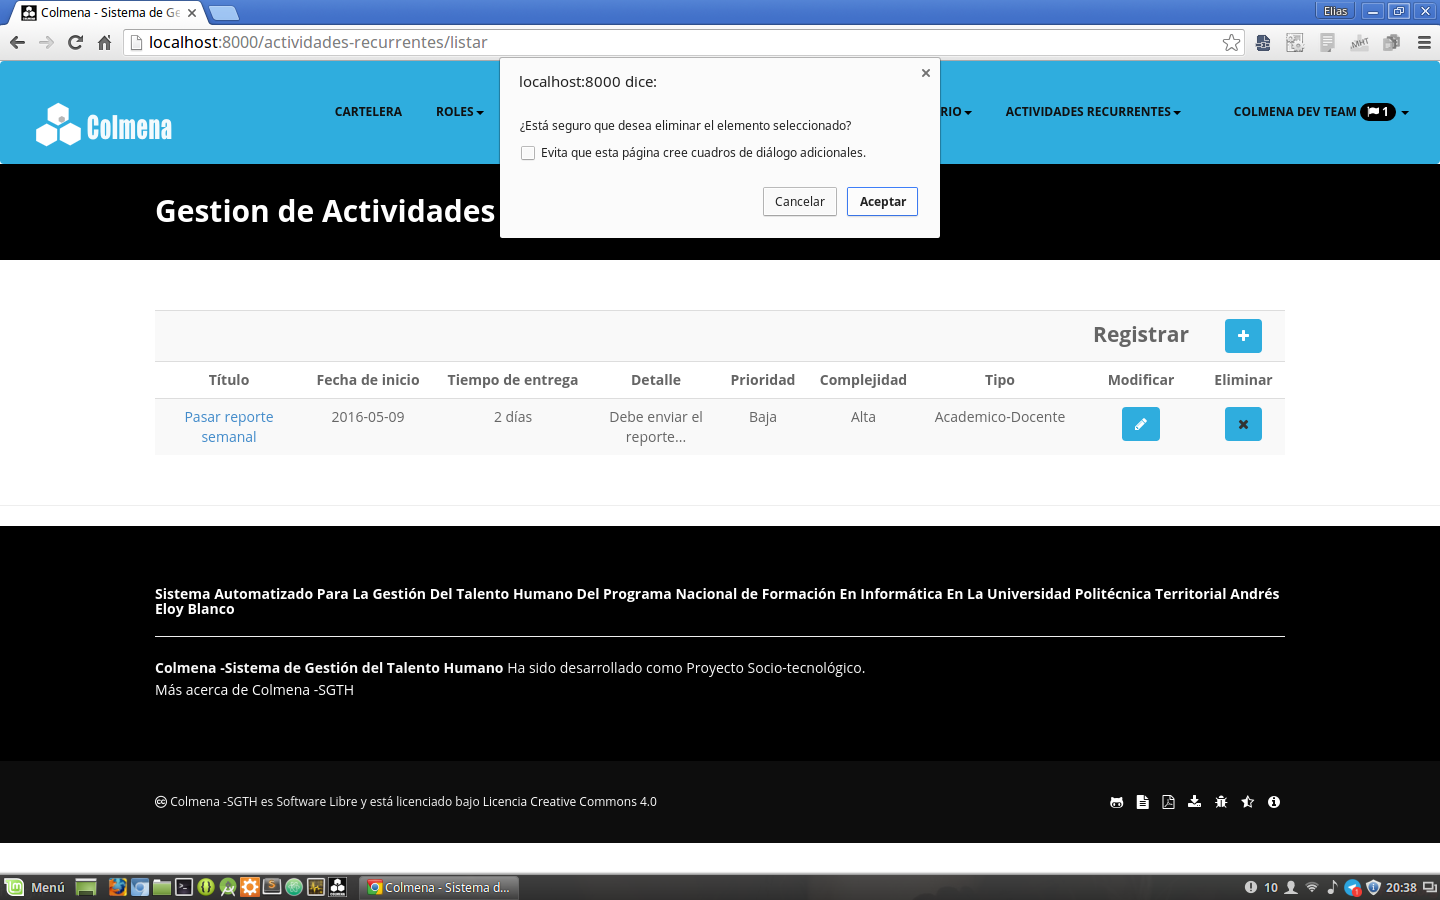 Colmena - Sistema de Ge
Elias
localhost:8000/actividades-recurrentes/listar
MHT
Colmena
CARTELERA
ROLES
RIO
ACTIVIDADES RECURRENTES
COLMENA DEV TEAM 1
localhost:8000 dice:
¿Está seguro que desea eliminar el elemento seleccionado?
Evita que esta página cree cuadros de diálogo adicionales.
Cancelar
Aceptar
Gestion de Actividades
Registrar
Título Fecha de inicio Tiempo de entrega Detalle Prioridad Complejidad Tipo Modificar Eliminar
Pasar reporte 2016-05-09 2 días Debe enviar el Baja Alta Academico-Docente
semanal reporte...
Sistema Automatizado Para La Gestión Del Talento Humano Del Programa Nacional de Formación En Informática En La Universidad Politécnica Territorial Andrés
Eloy Blanco
Colmena -Sistema de Gestión del Talento Humano Ha sido desarrollado como Proyecto Socio-tecnológico.
Más acerca de Colmena -SGTH
Colmena -SGTH es Software Libre y está licenciado bajo Licencia Creative Commons 4.0
Menú
Colmena - Sistema d...
10
1
20:38